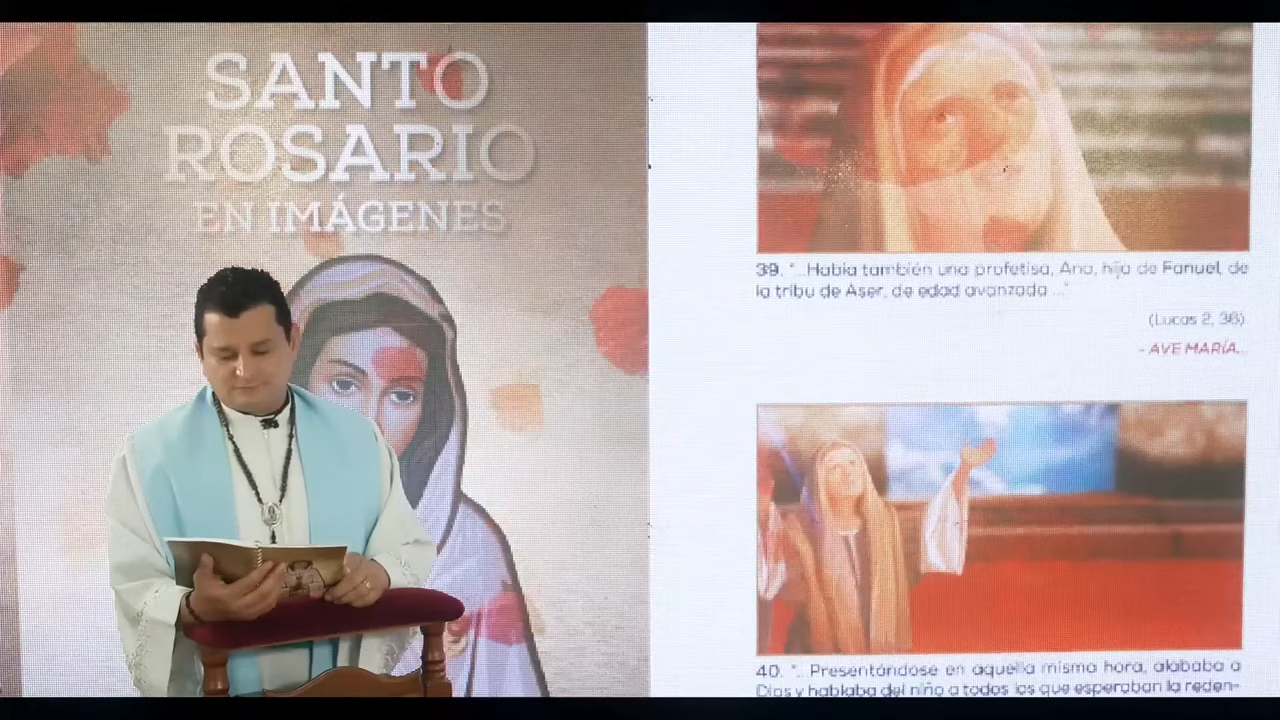 SANTO
ROSARIO
EN IMÁGENES
39. "...Había también una profetisa, Ana, hija de Fanuel, de
la tribu de Aser, de edad avanzada ..."
(Lucas 2, 36)
- AVE MARÍA...
40. "...Presentándose en aquella misma hora, alababa a
Dios y hablaba del niño a todos los que esperaban la reden-